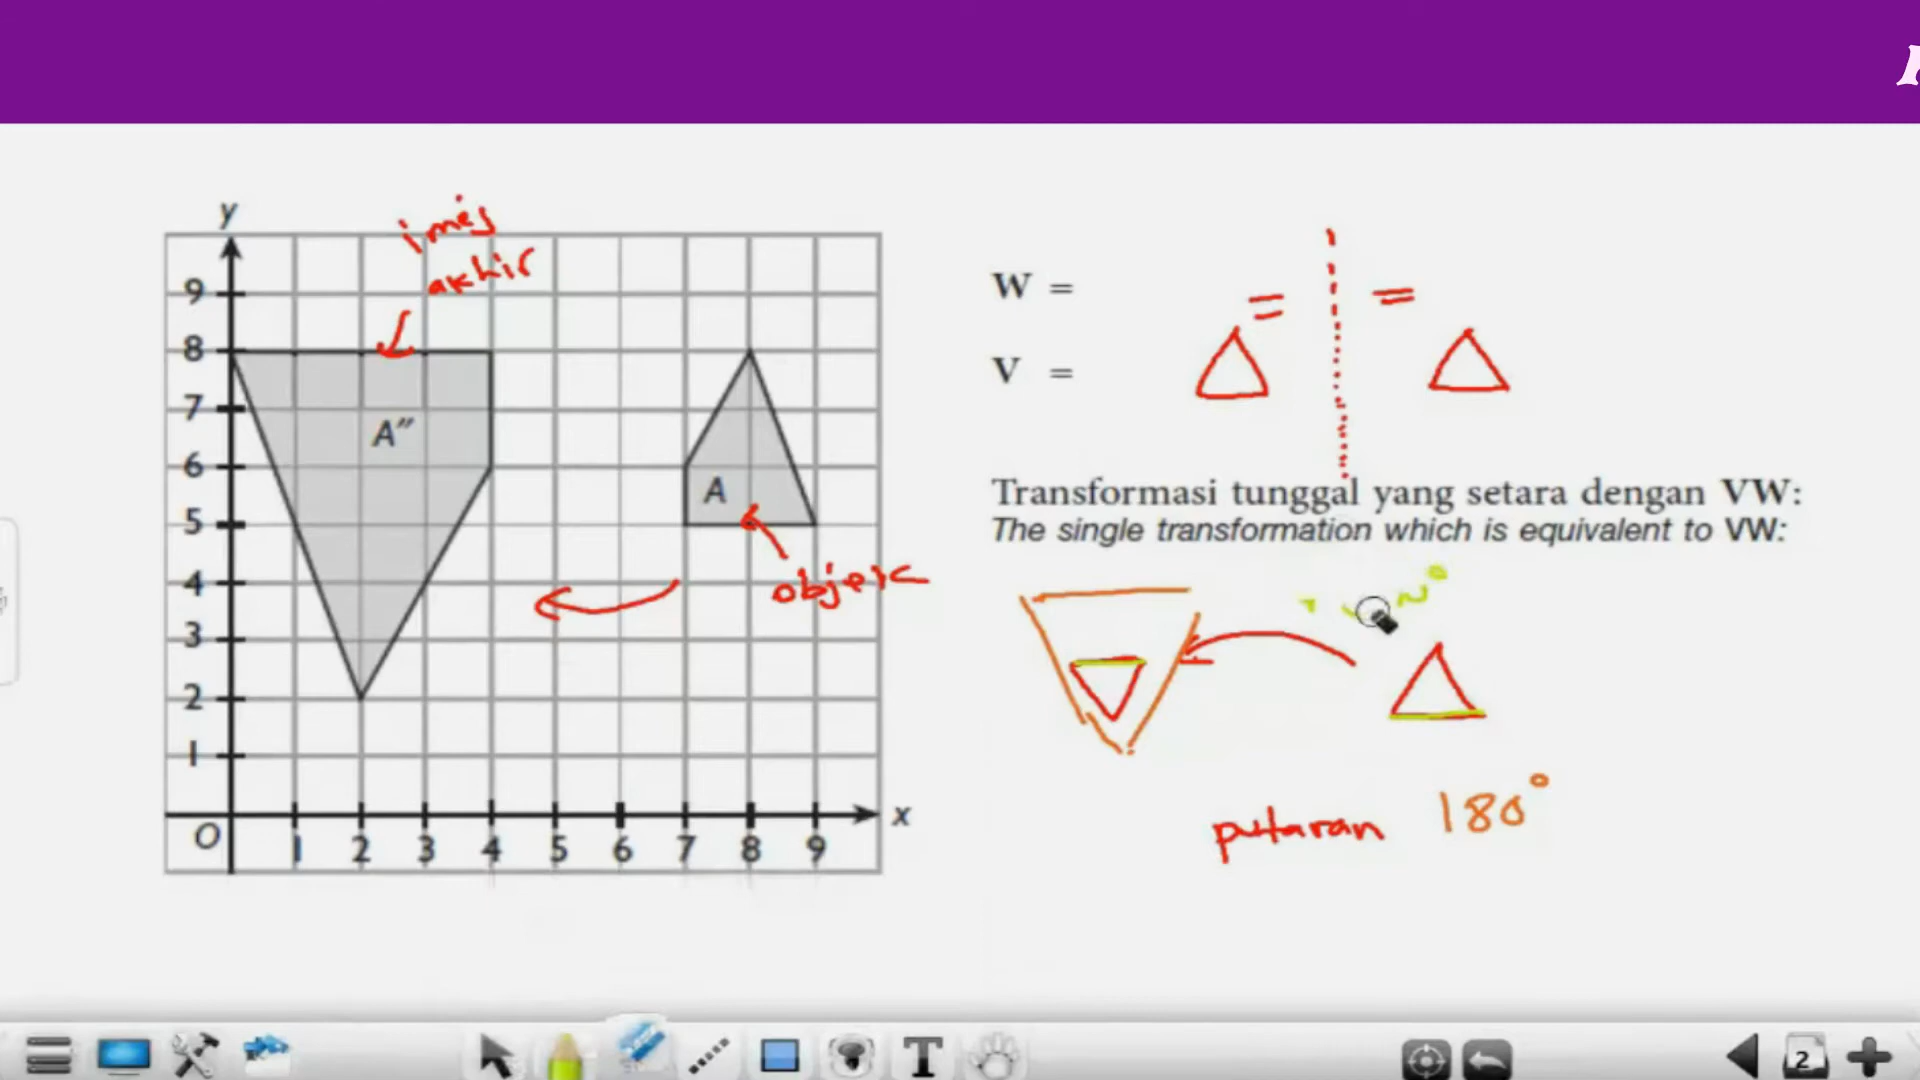 y
imej
akhir
9
8
7
6
5
4
3
2
1
O
1 2 3 4 5 6 7 8 9
x
A″
A
objek
W =
V =
= =
Transformasi tunggal yang setara dengan VW:
The single transformation which is equivalent to VW:
putaran 180°
T
2